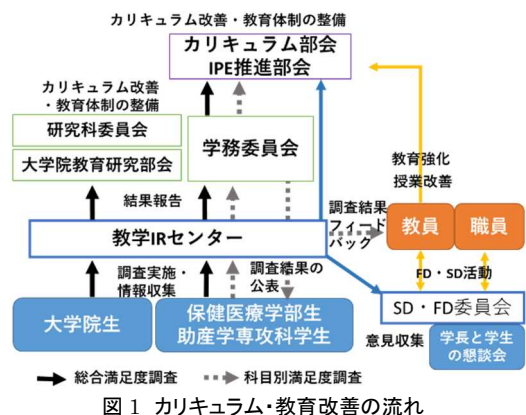 カリキュラム改善・教育体制の整備
カリキュラム部会
IPE推進部会
カリキュラム改善
・教育体制の整備
研究科委員会
大学院教育研究部会
学務委員会
教育強化
授業改善
結果報告
調査結果
フィード
バック
教員
職員
教学IRセンター
調査実施・
情報収集
調査結果の
公表
FD・SD活動
大学院生
保健医療学部生
助産学専攻科学生
SD・FD委員会
意見収集
学長と学生
の懇談会
総合満足度調査
科目別満足度調査
図 1 カリキュラム・教育改善の流れ